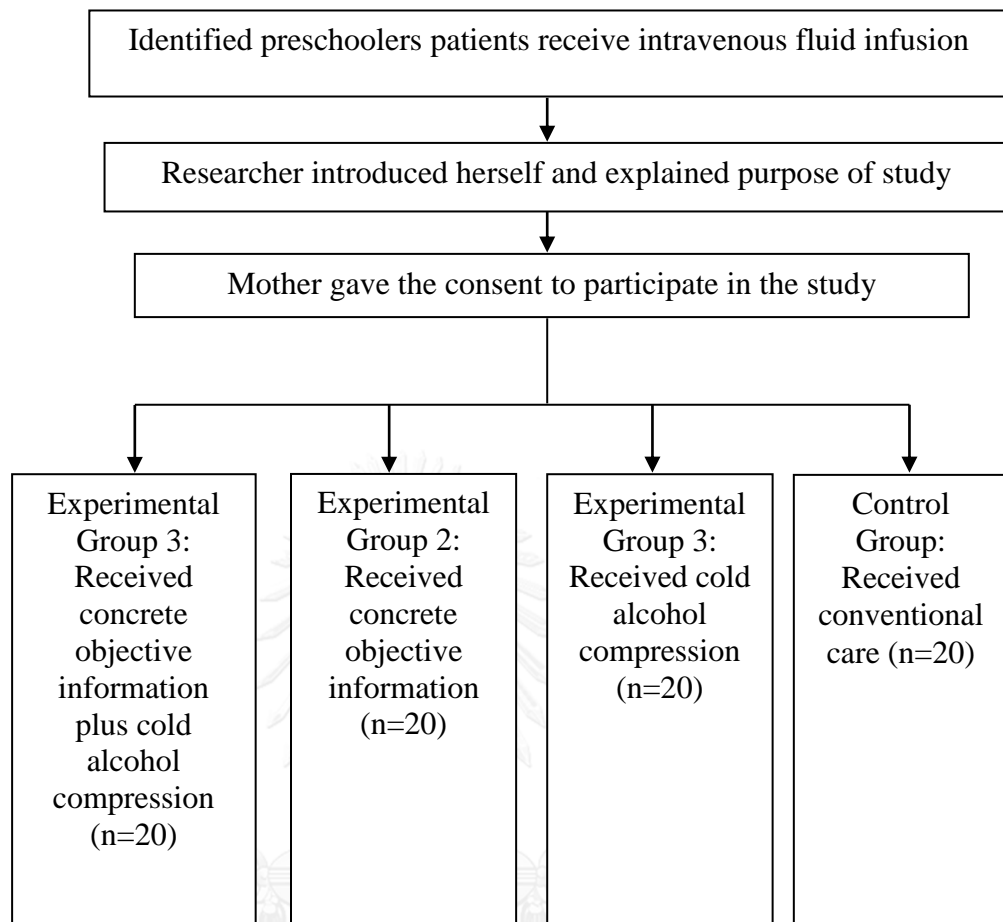 Identified preschoolers patients receive intravenous fluid infusion
Researcher introduced herself and explained purpose of study
Mother gave the consent to participate in the study
Experimental
Group 3:
Received
concrete
objective
information
plus cold
alcohol
compression
(n=20)
Experimental
Group 2:
Received
concrete
objective
information
(n=20)
Experimental
Group 3:
Received cold
alcohol
compression
(n=20)
Control
Group:
Received
conventional
care (n=20)